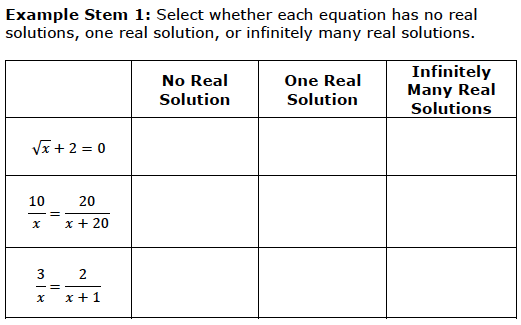 Example Stem 1: Select whether each equation has no real
solutions, one real solution, or infinitely many real solutions.
No Real
Solution
One Real
Solution
Infinitely
Many Real
Solutions
√x + 2 = 0
10/x = 20/(x + 20)
3/x = 2/(x + 1)